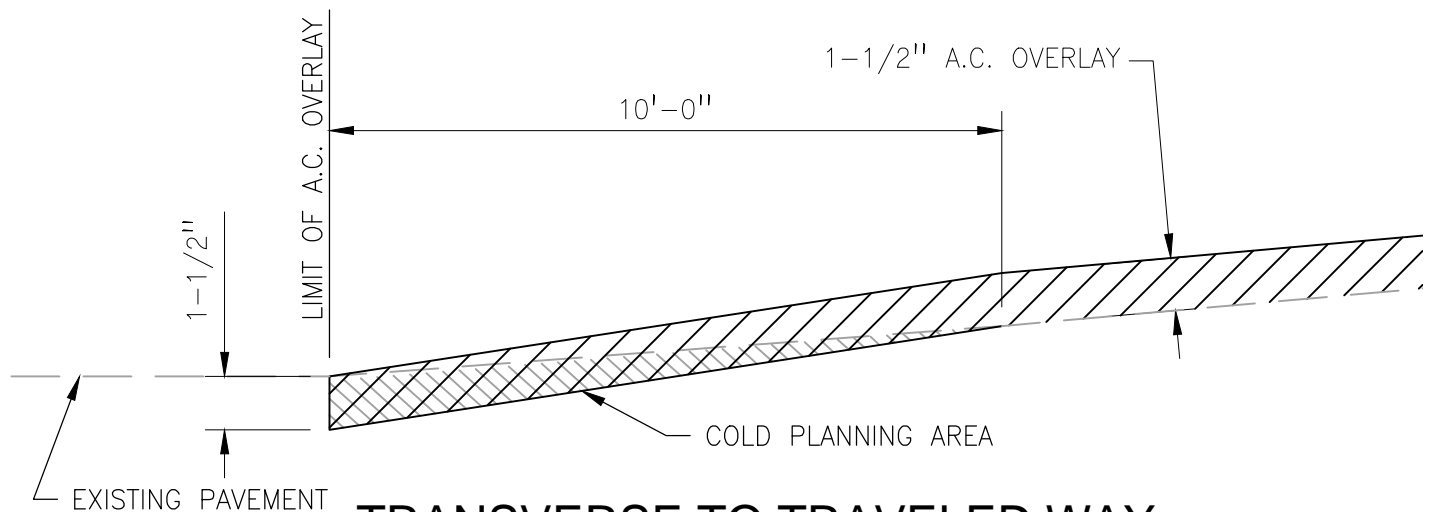 LIMIT OF A.C. OVERLAY
1-1/2" A.C. OVERLAY
10'-0"
1-1/2"
COLD PLANNING AREA
EXISTING PAVEMENT
TRANSVERSE TO TRAVELED WAY